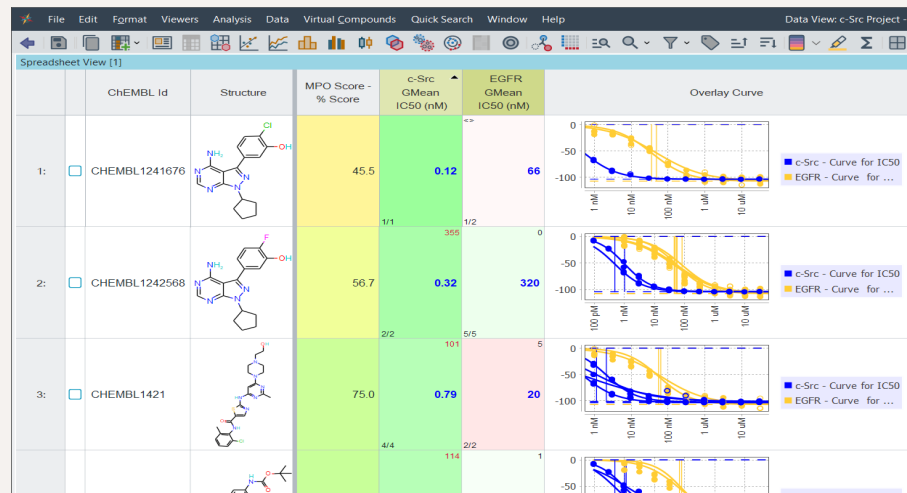 File Edit Format Viewers Analysis Data Virtual Compounds Quick Search Window Help Data View: c-Src Project -
Spreadsheet View [1]
ChEMBL Id Structure MPO Score - % Score c-Src GMean IC50 (nM) EGFR GMean IC50 (nM) Overlay Curve
<>
1: CHEMBL1241676 45.5 0.12 66
1/1 1/2
Cl
OH
NH2
N
N
N
N
0
-50
-100
1 nM 10 nM 100 nM 1 uM 10 uM
c-Src - Curve for IC50
EGFR - Curve for ...
355 0
2: CHEMBL1242568 56.7 0.32 320
2/2 5/5
F
OH
NH2
N
N
N
N
0
-50
-100
100 pM 1 nM 10 nM 100 nM 1 uM 10 uM
c-Src - Curve for IC50
EGFR - Curve for ...
101 5
3: CHEMBL1421 75.0 0.79 20
4/4 2/2
OH
0
-50
-100
1 nM 10 nM 100 nM 1 uM 10 uM
c-Src - Curve for IC50
EGFR - Curve for ...
114 1
0
-50